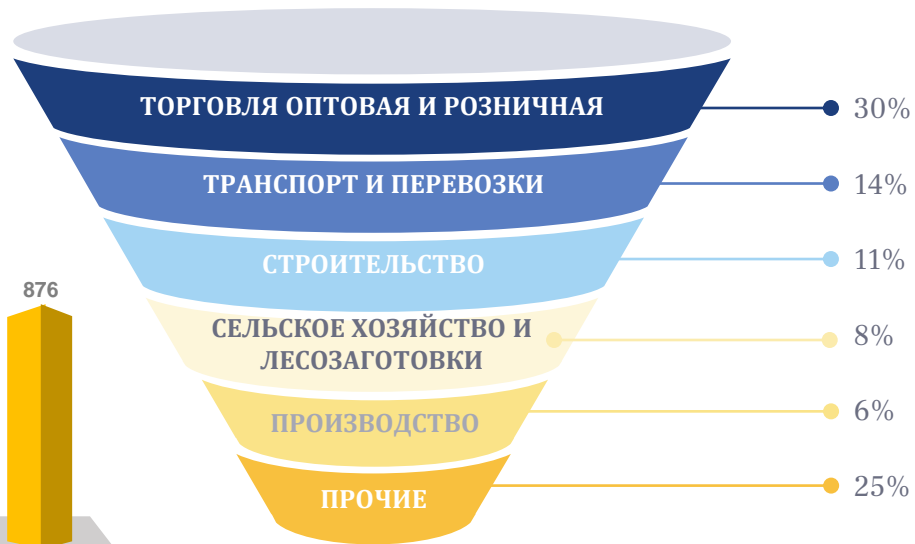 ТОРГОВЛЯ ОПТОВАЯ И РОЗНИЧНАЯ
30%
ТРАНСПОРТ И ПЕРЕВОЗКИ
14%
СТРОИТЕЛЬСТВО
11%
876
СЕЛЬСКОЕ ХОЗЯЙСТВО И
ЛЕСОЗАГОТОВКИ
8%
ПРОИЗВОДСТВО
6%
ПРОЧИЕ
25%